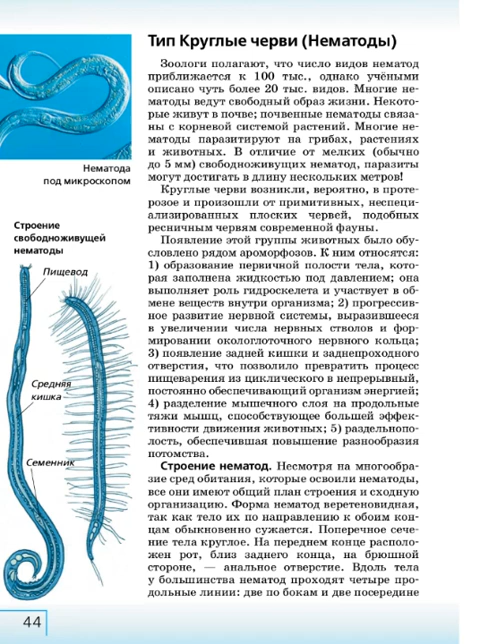 Тип Круглые черви (Нематоды)
Зоологи полагают, что число видов нематод
приближается к 100 тыс., однако учёными
описано чуть более 20 тыс. видов. Многие не-
матоды ведут свободный образ жизни. Некото-
рые живут в почве; почвенные нематоды связа-
ны с корневой системой растений. Многие не-
матоды паразитируют на грибах, растениях
и животных. В отличие от мелких (обычно
до 5 мм) свободноживущих нематод, паразиты
могут достигать в длину нескольких метров!
Круглые черви возникли, вероятно, в проте-
розое и произошли от примитивных, неспеци-
ализированных плоских червей, подобных
ресничным червям современной фауны.
Появление этой группы животных было обу-
словлено рядом ароморфозов. К ним относятся:
1) образование первичной полости тела, кото-
рая заполнена жидкостью под давлением; она
выполняет роль гидроскелета и участвует в об-
мене веществ внутри организма; 2) прогрессив-
ное развитие нервной системы, выразившееся
в увеличении числа нервных стволов и фор-
мировании окологлоточного нервного кольца;
3) появление задней кишки и заднепроходного
отверстия, что позволило превратить процесс
пищеварения из циклического в непрерывный,
постоянно обеспечивающий организм энергией;
4) разделение мышечного слоя на продольные
тяжи мышц, способствующее большей эффек-
тивности движения животных; 5) раздельнопо-
лость, обеспечившая повышение разнообразия
потомства.
Строение нематод. Несмотря на многообра-
зие сред обитания, которые освоили нематоды,
все они имеют общий план строения и сходную
организацию. Форма нематод веретеновидная,
так как тело их по направлению к обоим кон-
цам обыкновенно сужается. Поперечное сече-
ние тела круглое. На переднем конце располо-
жен рот, близ заднего конца, на брюшной
стороне, — анальное отверстие. Вдоль тела
у большинства нематод проходят четыре про-
дольные линии: две по бокам и две посередине
Нематода
под микроскопом
Строение
свободноживущей
нематоды
Пищевод
Средняя
кишка
Семенник
44